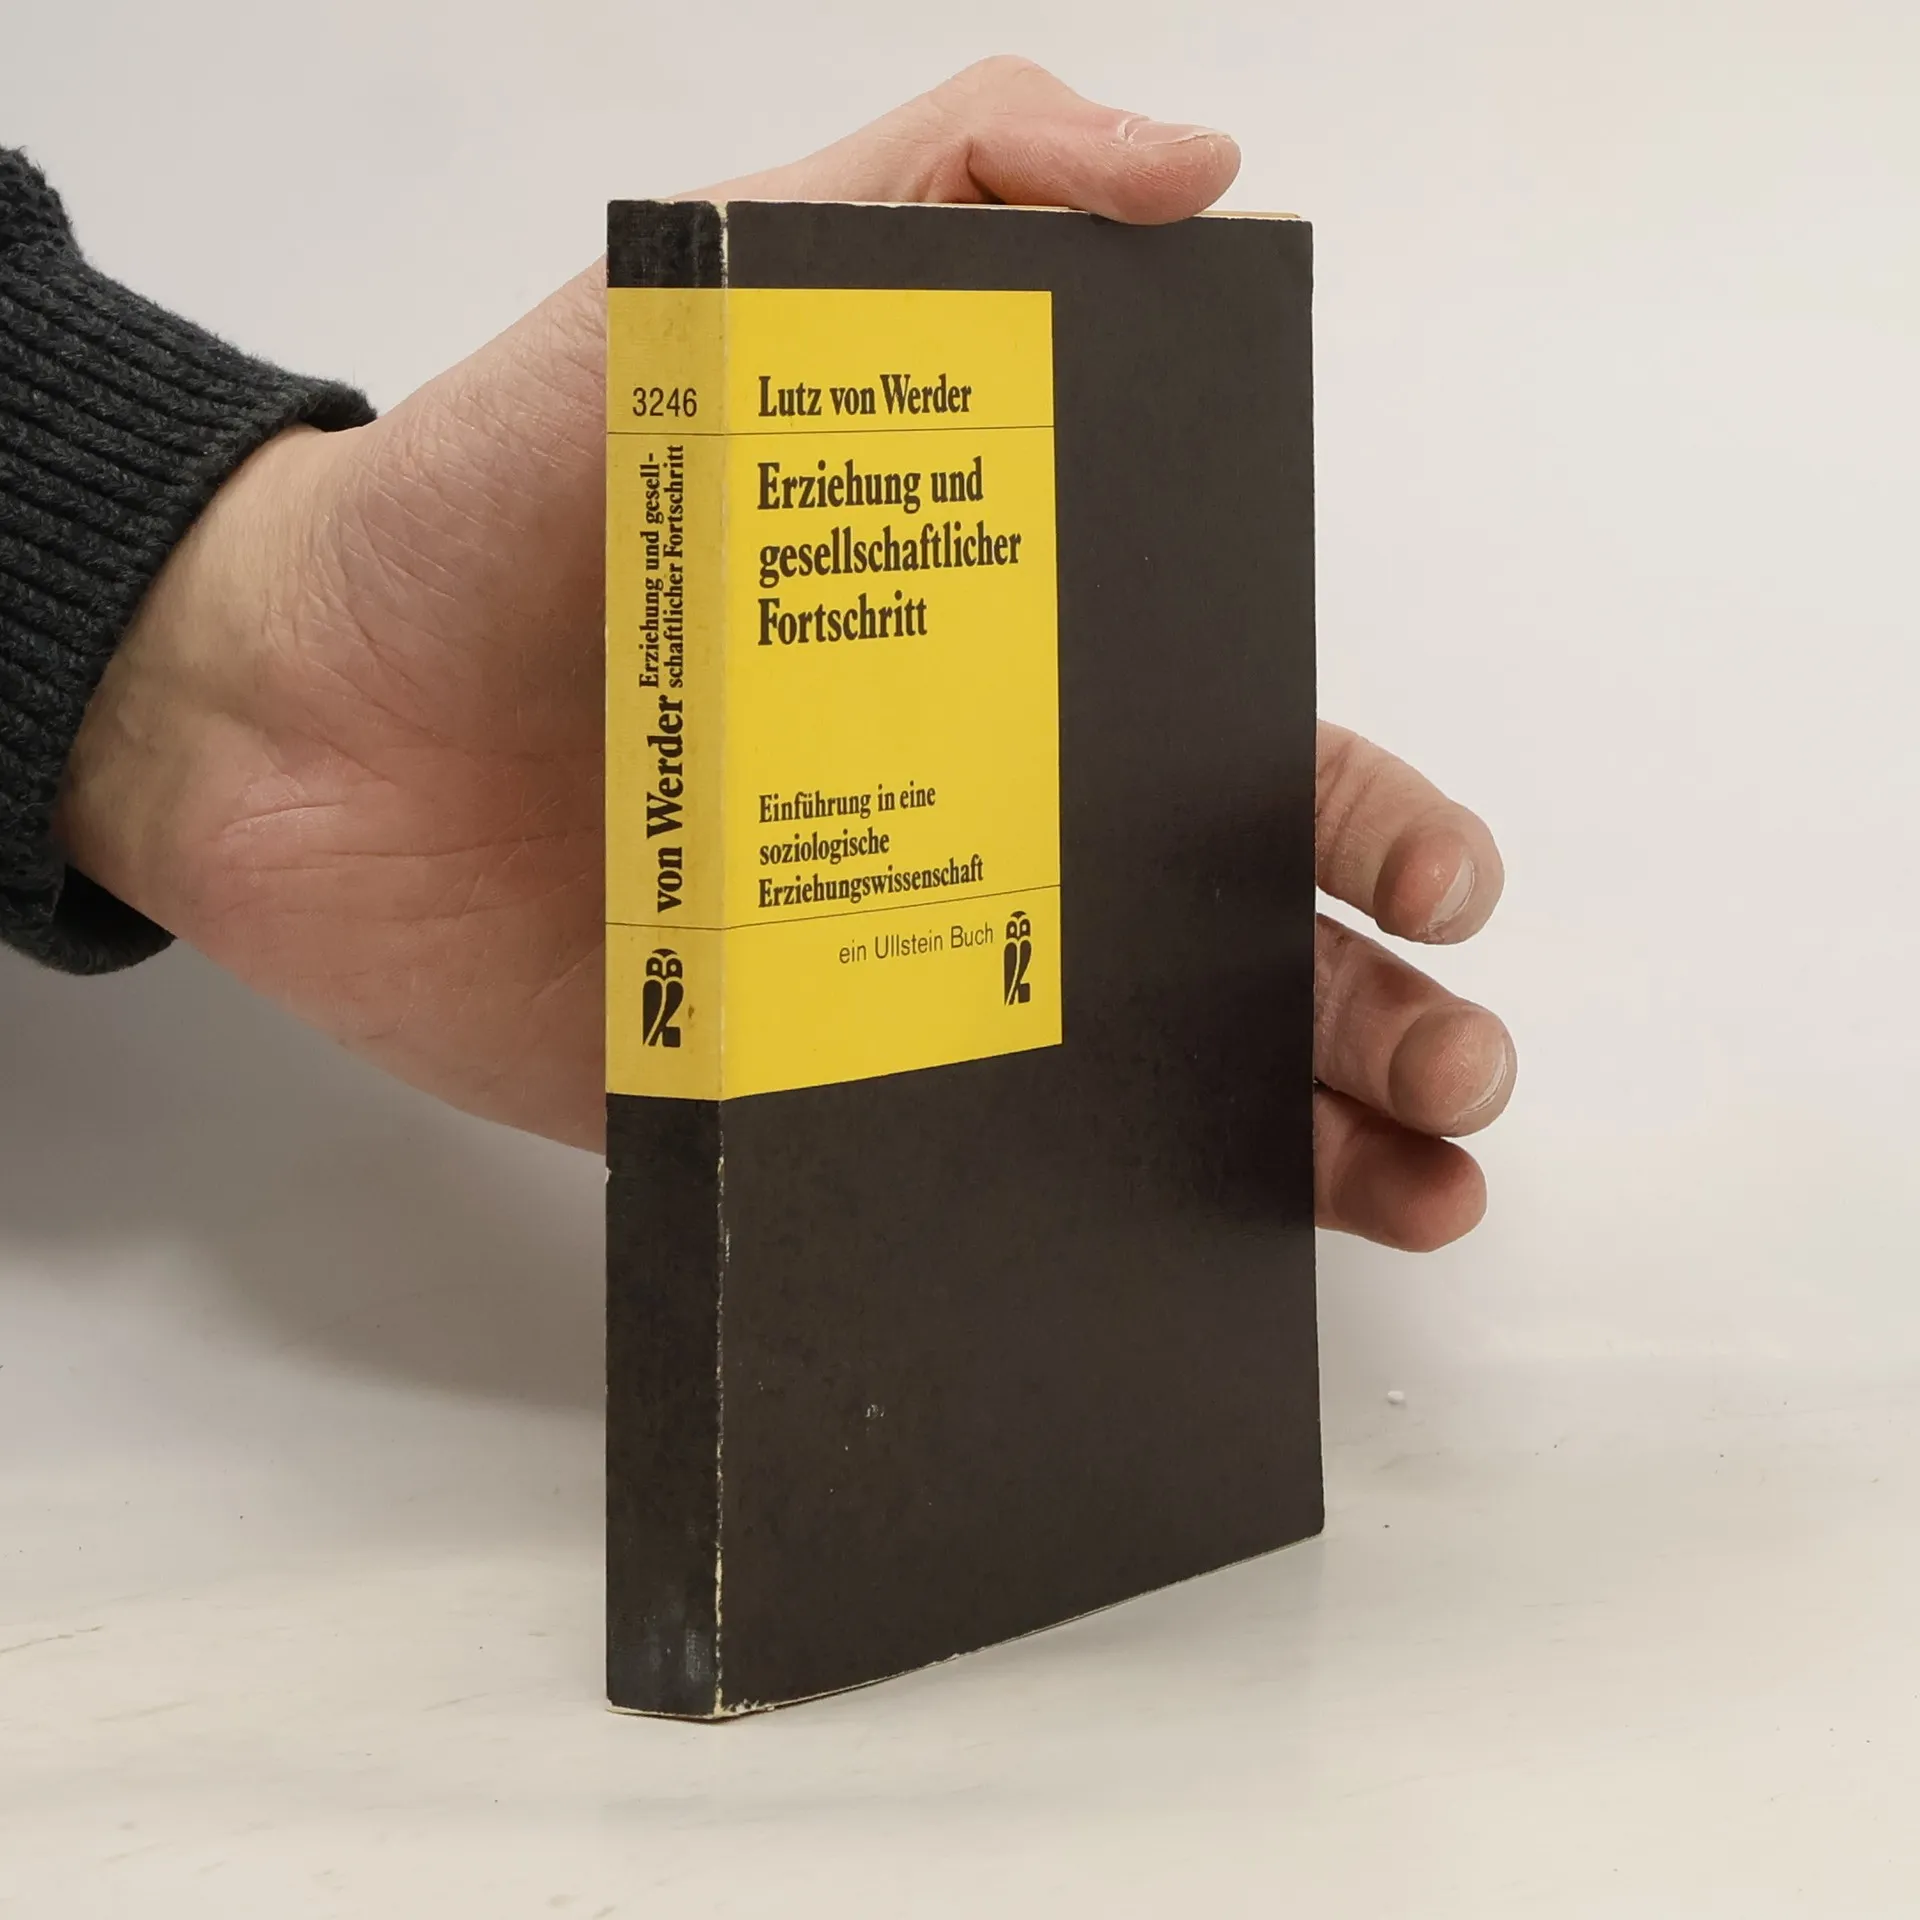 3246
von Werder
Erziehung und gesell-
schaftlicher Fortschritt
Lutz von Werder
Erziehung und
gesellschaftlicher
Fortschritt
Einführung in eine
soziologische
Erziehungswissenschaft
ein Ullstein Buch